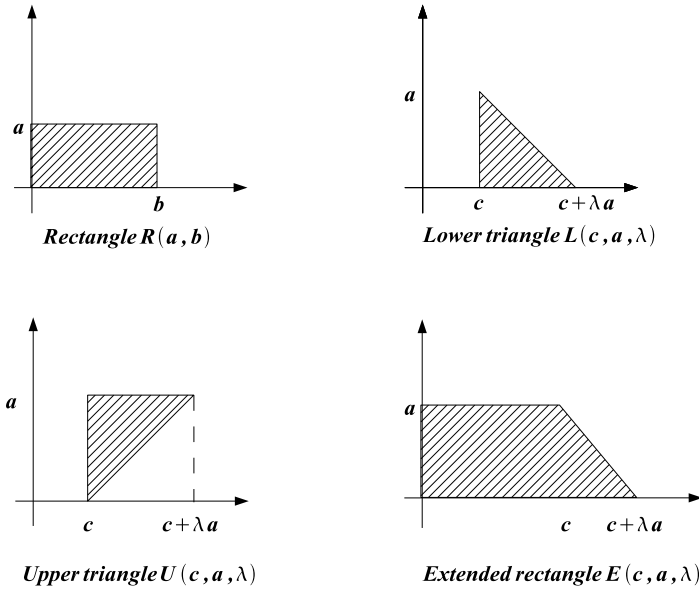 a
b
Rectangle R(a,b)
a
c
c+λa
Lower triangle L(c,a,λ)
a
c
c+λa
Upper triangle U(c,a,λ)
a
c
c+λa
Extended rectangle E(c,a,λ)